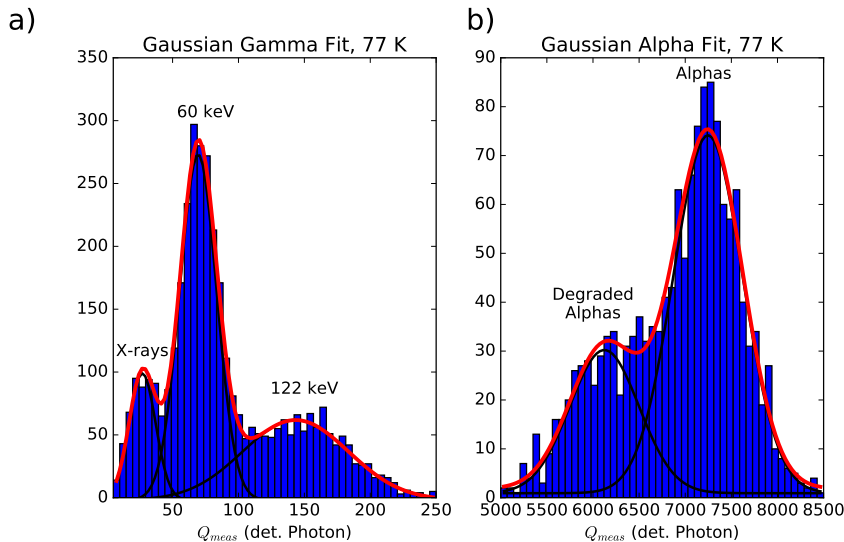 a)
Gaussian Gamma Fit, 77 K
350
300
250
200
150
100
50
0
60 keV
X-rays
122 keV
50
100
150
200
250
Q_meas (det. Photon)
b)
Gaussian Alpha Fit, 77 K
90
80
70
60
50
40
30
20
10
0
Alphas
Degraded
Alphas
5000
5500
6000
6500
7000
7500
8000
8500
Q_meas (det. Photon)